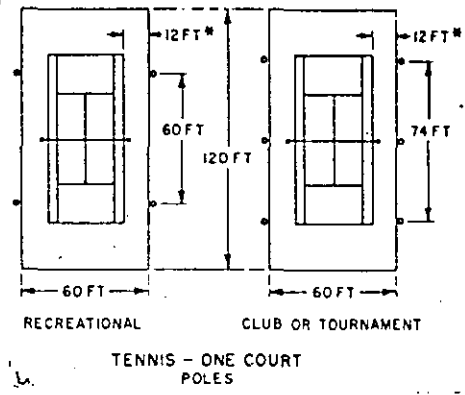 12 FT* 12 FT*
60 FT 120 FT 74 FT
60 FT 60 FT
RECREATIONAL CLUB OR TOURNAMENT
TENNIS - ONE COURT
POLES